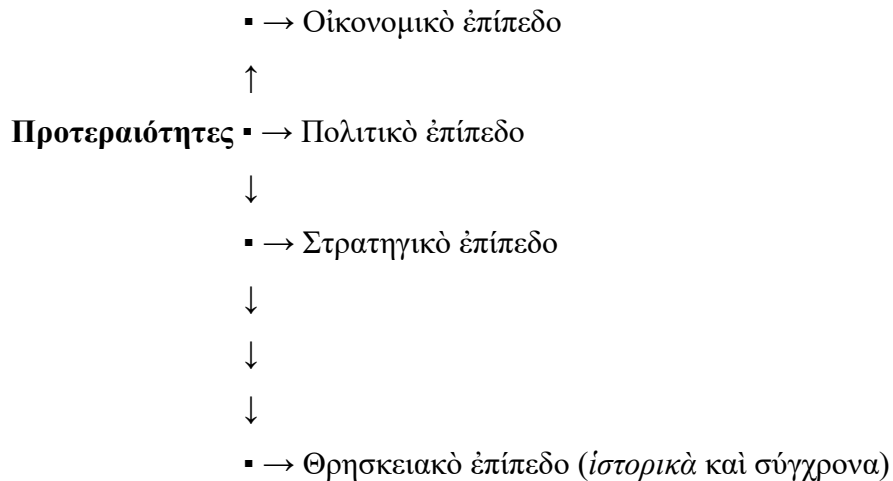 ▪ → Οἰκονομικὸ ἐπίπεδο
↑
Προτεραιότητες ▪ → Πολιτικὸ ἐπίπεδο
↓
▪ → Στρατηγικὸ ἐπίπεδο
↓
↓
↓
▪ → Θρησκειακὸ ἐπίπεδο (ἱστορικὰ καὶ σύγχρονα)